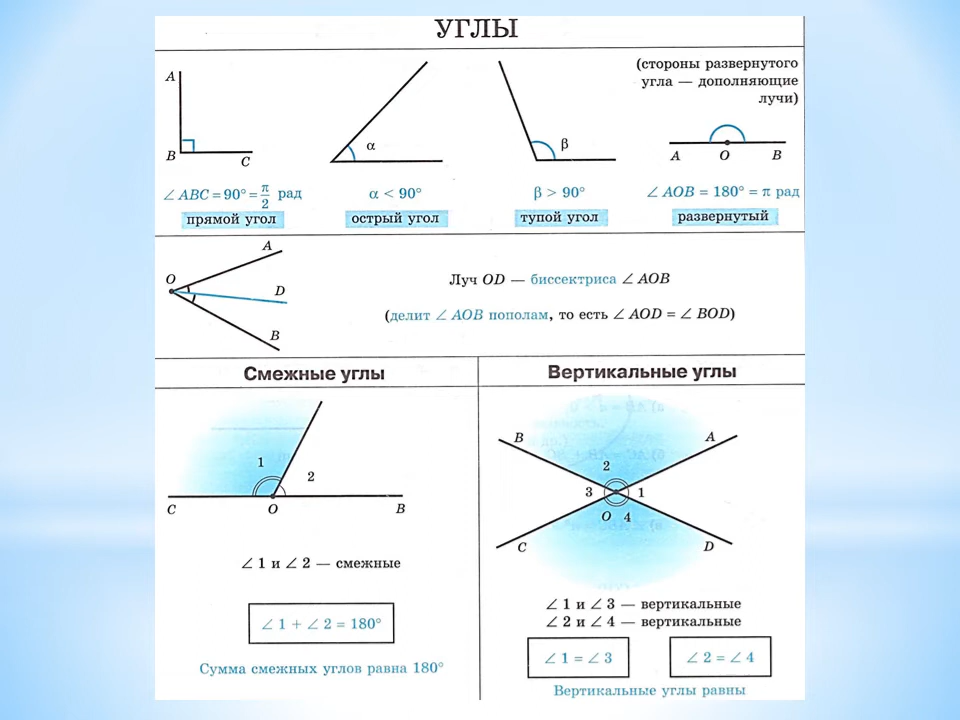 УГЛЫ
A
B
C
∠ ABC = 90° = π/2 рад
прямой угол
α
α < 90°
острый угол
β
β > 90°
тупой угол
(стороны развернутого
угла — дополняющие
лучи)
A O B
∠ AOB = 180° = π рад
развернутый
A
O
D
B
Луч OD — биссектриса ∠ AOB
(делит ∠ AOB пополам, то есть ∠ AOD = ∠ BOD)
Смежные углы
1
2
C O B
∠ 1 и ∠ 2 — смежные
∠ 1 + ∠ 2 = 180°
Сумма смежных углов равна 180°
Вертикальные углы
B A
2
3 1
O 4
C D
∠ 1 и ∠ 3 — вертикальные
∠ 2 и ∠ 4 — вертикальные
∠ 1 = ∠ 3
∠ 2 = ∠ 4
Вертикальные углы равны